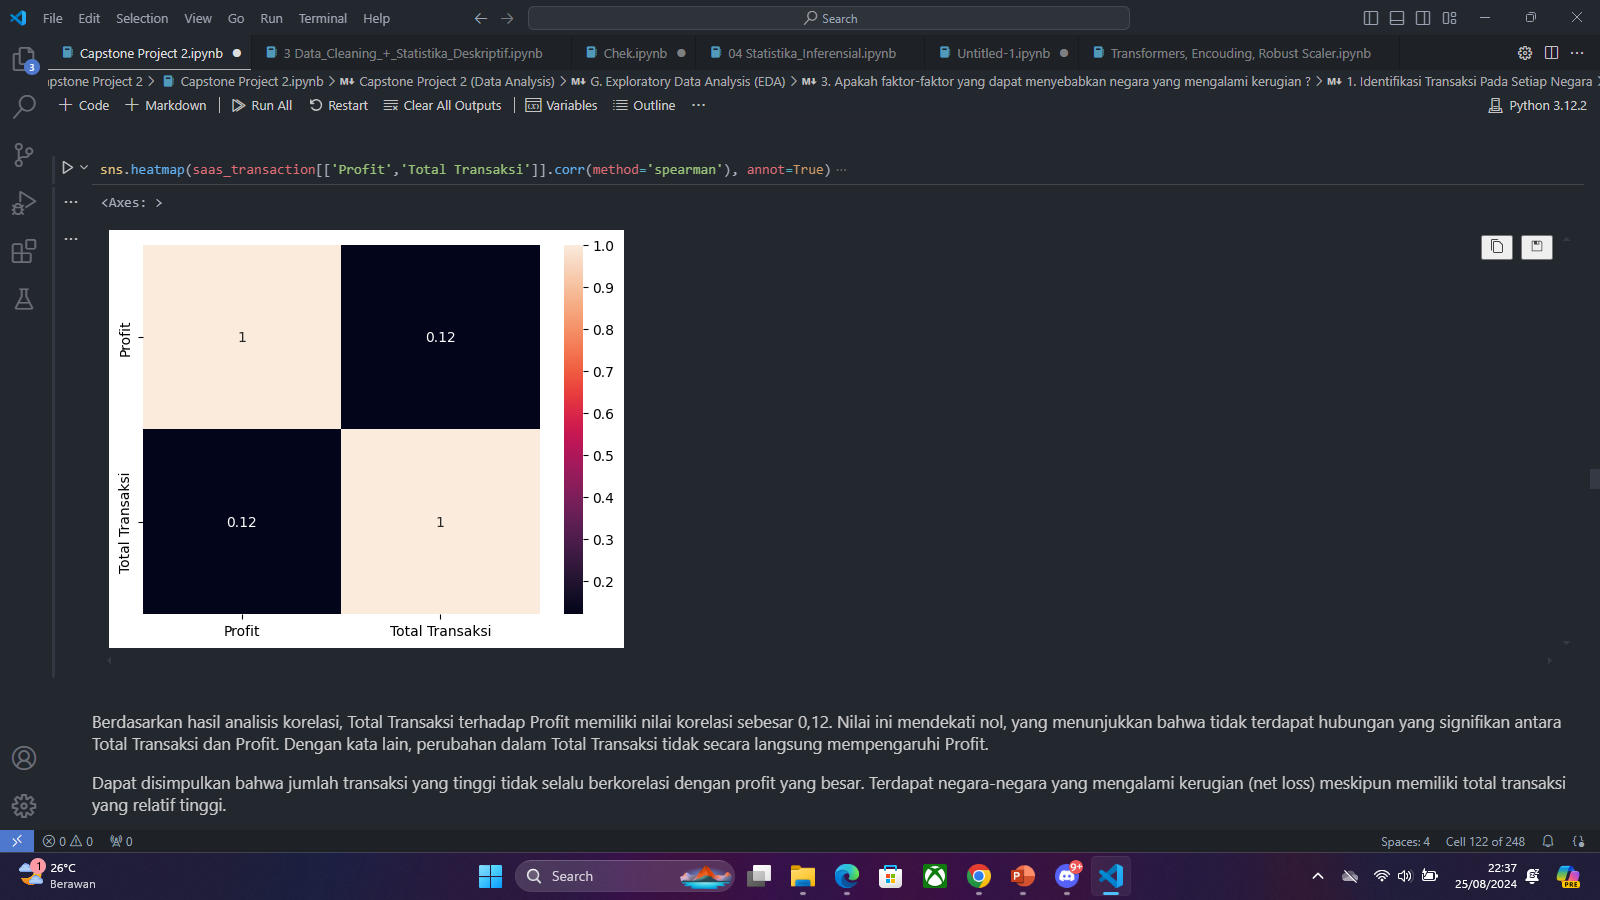 File Edit Selection View Go Run Terminal Help
Search
Capstone Project 2.ipynb
3 Data_Cleaning_+_Statistika_Deskriptif.ipynb
Chek.ipynb
04 Statistika_Inferensial.ipynb
Untitled-1.ipynb
Transformers, Encouding, Robust Scaler.ipynb
3
pstone Project 2 > Capstone Project 2.ipynb > M↓ Capstone Project 2 (Data Analysis) > M↓ G. Exploratory Data Analysis (EDA) > M↓ 3. Apakah faktor-faktor yang dapat menyebabkan negara yang mengalami kerugian ? > M↓ 1. Identifikasi Transaksi Pada Setiap Negara >
+ Code + Markdown Run All Restart Clear All Outputs Variables Outline ...
Python 3.12.2
sns.heatmap(saas_transaction[['Profit','Total Transaksi']].corr(method='spearman'), annot=True) ...
<Axes: >
1.0
0.9
0.8
0.7
0.6
0.5
0.4
0.3
0.2
Profit
1
0.12
Total Transaksi
0.12
1
Profit
Total Transaksi
Berdasarkan hasil analisis korelasi, Total Transaksi terhadap Profit memiliki nilai korelasi sebesar 0,12. Nilai ini mendekati nol, yang menunjukkan bahwa tidak terdapat hubungan yang signifikan antara
Total Transaksi dan Profit. Dengan kata lain, perubahan dalam Total Transaksi tidak secara langsung mempengaruhi Profit.
Dapat disimpulkan bahwa jumlah transaksi yang tinggi tidak selalu berkorelasi dengan profit yang besar. Terdapat negara-negara yang mengalami kerugian (net loss) meskipun memiliki total transaksi
yang relatif tinggi.
0 0 0
Spaces: 4 Cell 122 of 248
1
26°C
Berawan
Search
P
9+
PRE
22:37
25/08/2024